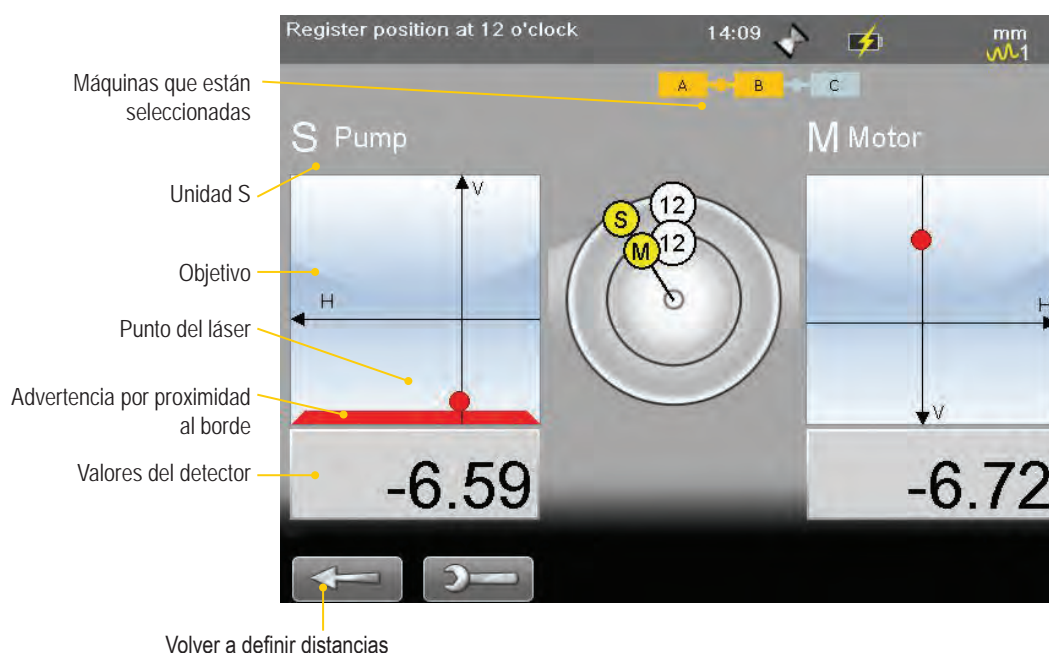 Register position at 12 o'clock
14:09
mm
1
Máquinas que están
seleccionadas
A
B
C
S Pump
M Motor
Unidad S
V
S
12
M
12
Objetivo
H
H
Punto del láser
Advertencia por proximidad
al borde
V
Valores del detector
-6.59
-6.72
Volver a definir distancias